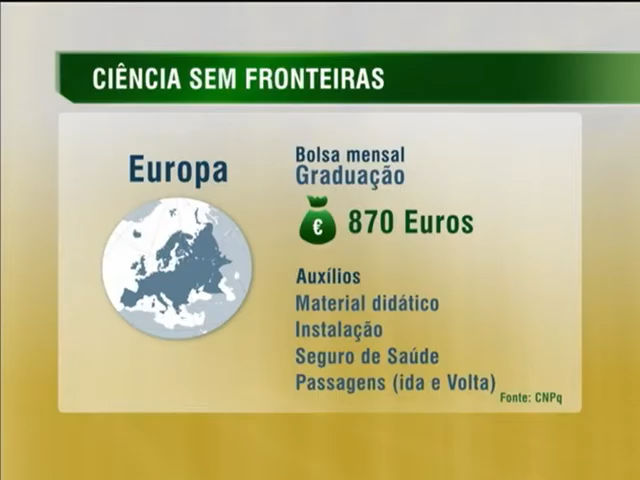 CIÊNCIA SEM FRONTEIRAS
Europa
Bolsa mensal
Graduação
€ 870 Euros
Auxílios
Material didático
Instalação
Seguro de Saúde
Passagens (ida e Volta)
Fonte: CNPq